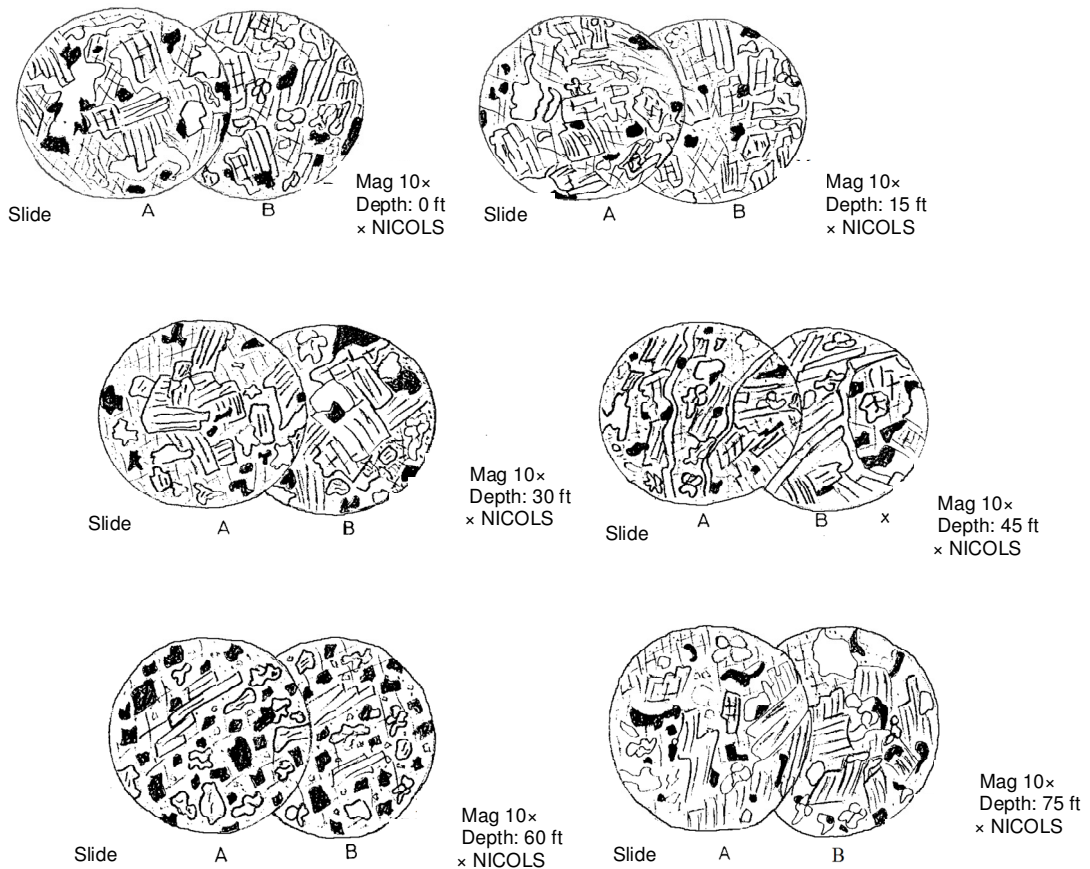 Slide A B
Mag 10×
Depth: 0 ft
× NICOLS
Slide A B
Mag 10×
Depth: 15 ft
× NICOLS
Slide A B
Mag 10×
Depth: 30 ft
× NICOLS
Slide A B x
Mag 10×
Depth: 45 ft
× NICOLS
Slide A B
Mag 10×
Depth: 60 ft
× NICOLS
Slide A B
Mag 10×
Depth: 75 ft
× NICOLS